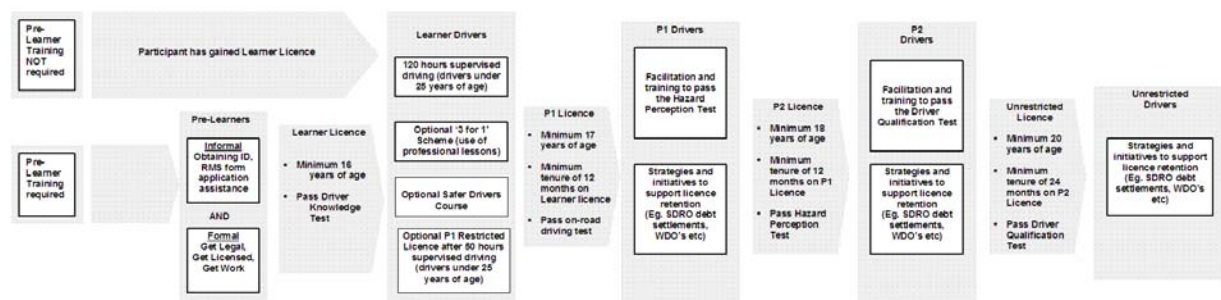 Pre-
Learner
Training
NOT
required
Participant has gained Learner Licence
Pre-
Learner
Training
required
Pre-Learners
Informal
Obtaining ID,
RMS form
application
assistance
AND
Formal
Get Legal,
Get Licensed,
Get Work
Learner Licence
• Minimum 16
years of age
• Pass Driver
Knowledge
Test
Learner Drivers
120 hours supervised
driving (drivers under
25 years of age)
Optional '3 for 1'
Scheme (use of
professional lessons)
Optional Safer Drivers
Course
Optional P1 Restricted
Licence after 50 hours
supervised driving
(drivers under 25
years of age)
P1 Licence
• Minimum 17
years of age
• Minimum
tenure of 12
months on
Learner licence
• Pass on-road
driving test
P1 Drivers
Facilitation and
training to pass
the Hazard
Perception Test
Strategies and
initiatives to
support licence
retention
(Eg. SDRO debt
settlements,
WDO's etc)
P2 Licence
• Minimum 18
years of age
• Minimum
tenure of 12
months on P1
Licence
• Pass Hazard
Perception
Test
P2
Drivers
Facilitation and
training to pass
the Driver
Qualification Test
Strategies and
initiatives to
support licence
retention
(Eg. SDRO debt
settlements,
WDO's etc)
Unrestricted
Licence
• Minimum 20
years of age
• Minimum
tenure of 24
months on P2
Licence
• Pass Driver
Qualification
Test
Unrestricted
Drivers
Strategies and
initiatives to support
licence retention
(Eg. SDRO debt
settlements, WDO's
etc)